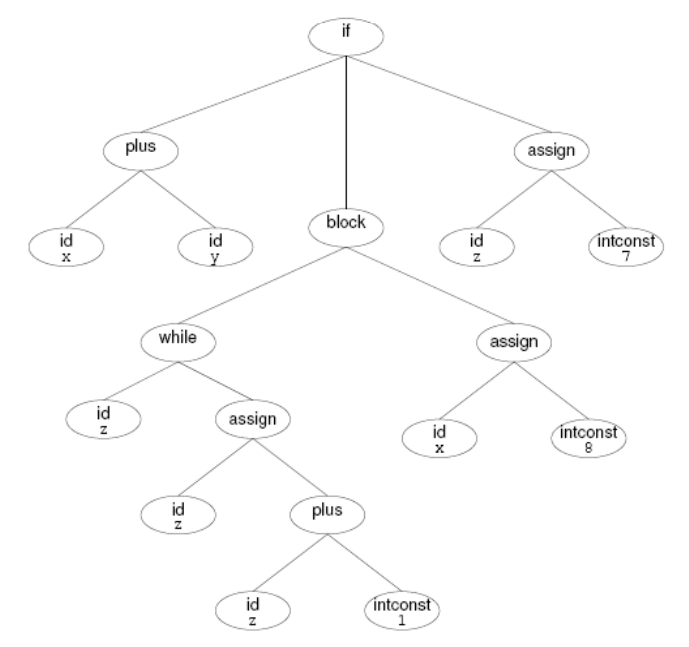 if
plus
assign
id
x
id
y
block
id
z
intconst
7
while
assign
id
z
assign
id
x
intconst
8
id
z
plus
id
z
intconst
1